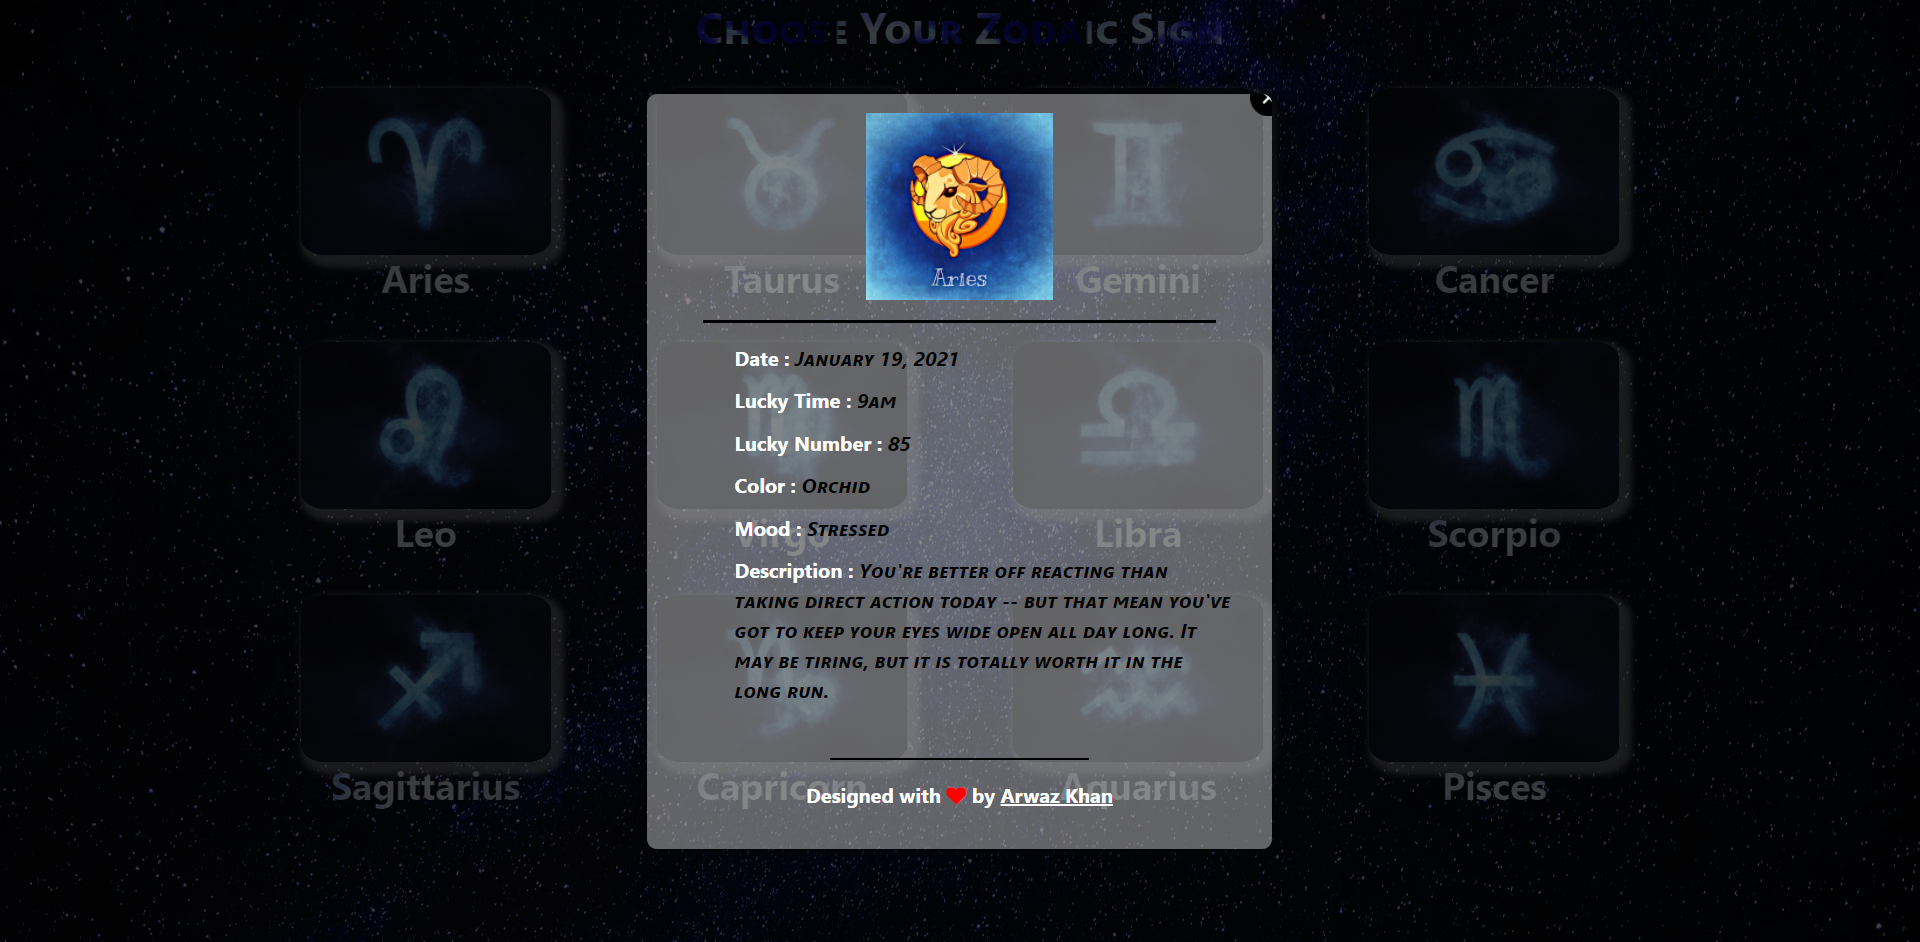 Choose Your Zodaic Sign
Aries
Aries
Taurus
Gemini
Cancer
Date : January 19, 2021
Lucky Time : 9am
Lucky Number : 85
Color : Orchid
Mood : Stressed
Description : You're better off reacting than
taking direct action today -- but that mean you've
got to keep your eyes wide open all day long. It
may be tiring, but it is totally worth it in the
long run.
Leo
Virgo
Libra
Scorpio
Sagittarius
Capricorn
Aquarius
Pisces
Designed with ❤ by Arwaz Khan